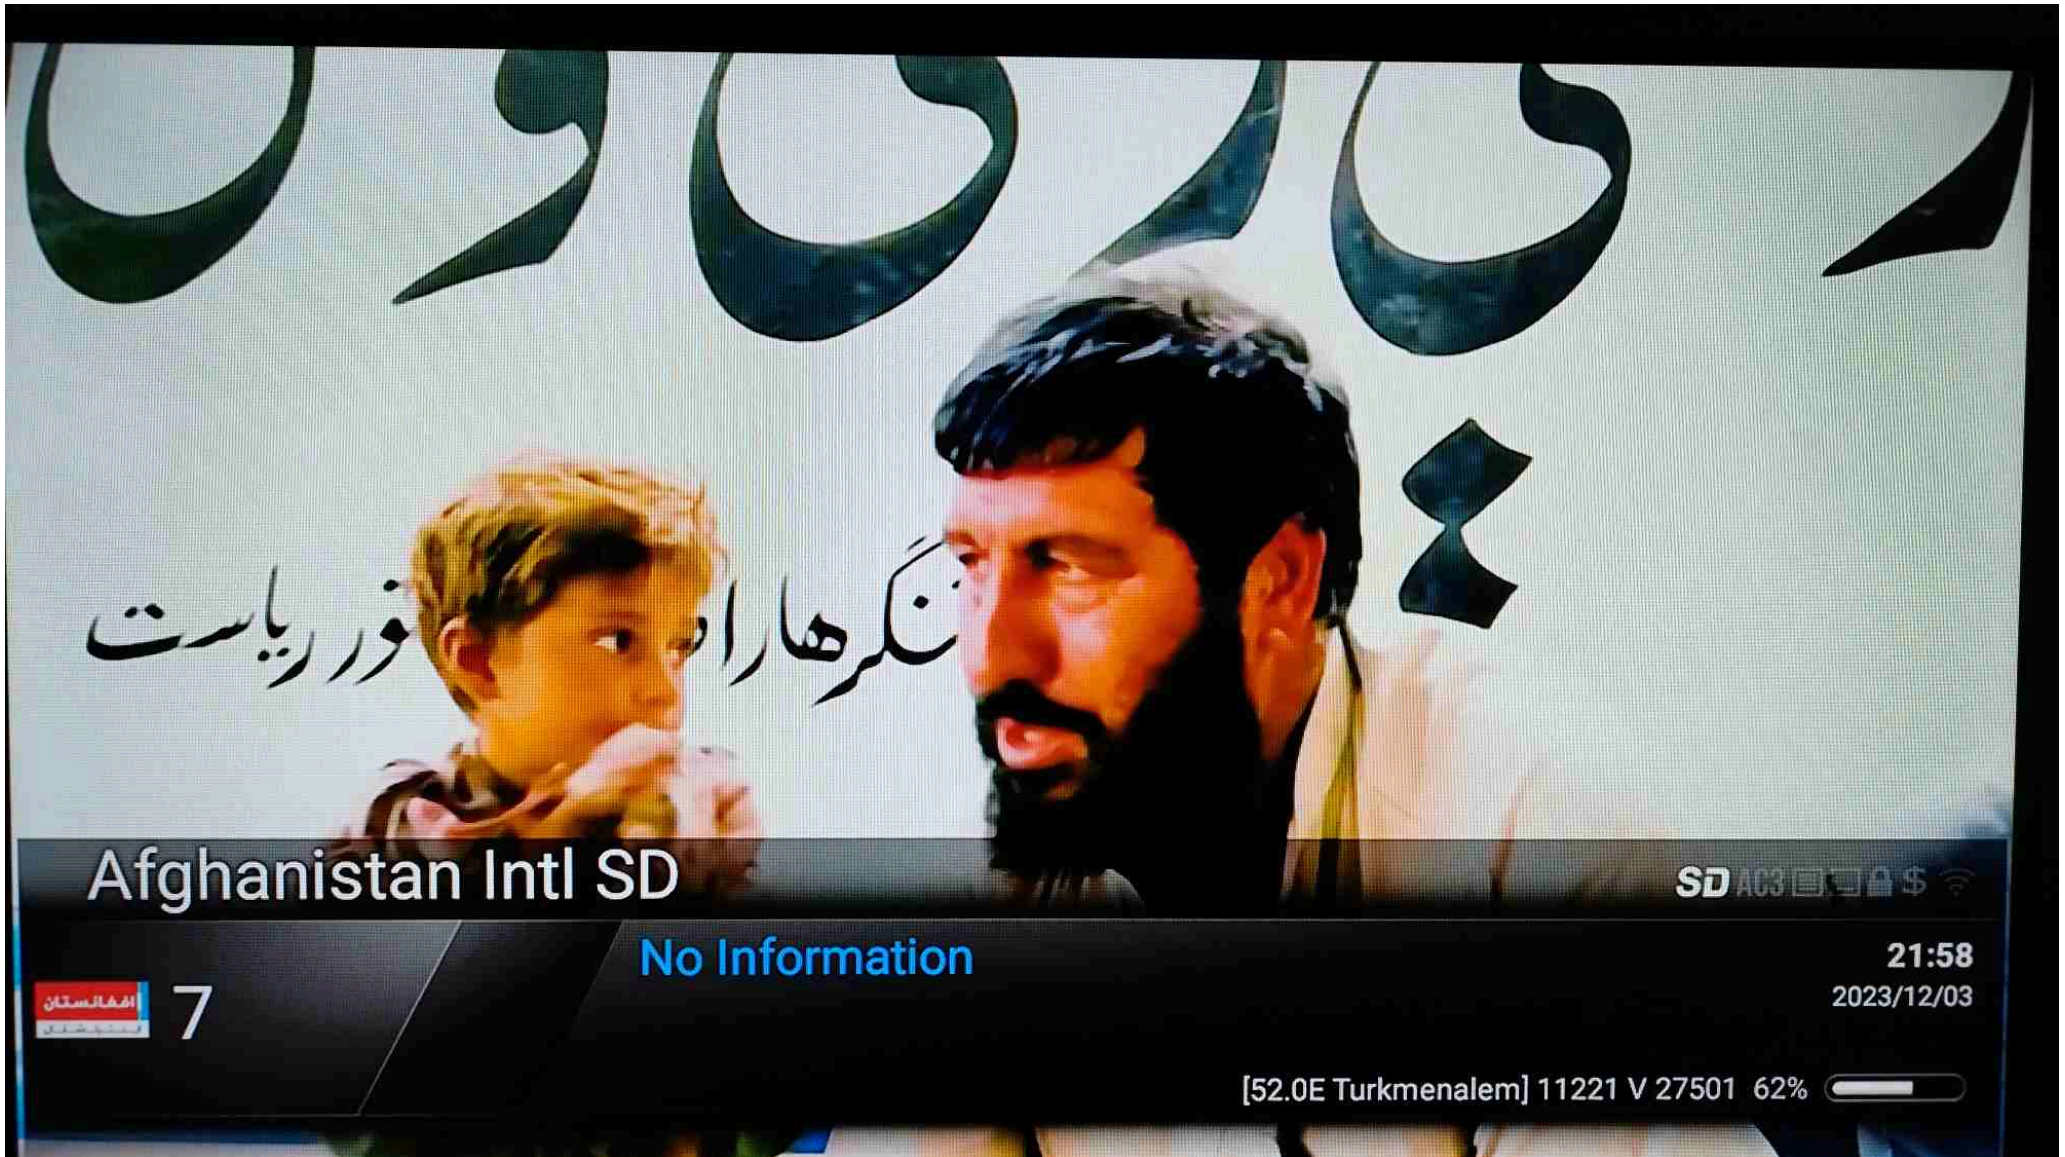 ننگرهار
ریاست
Afghanistan Intl SD
SD AC3 $
No Information
21:58
افغانستان
7
2023/12/03
[52.0E Turkmenalem] 11221 V 27501 62%